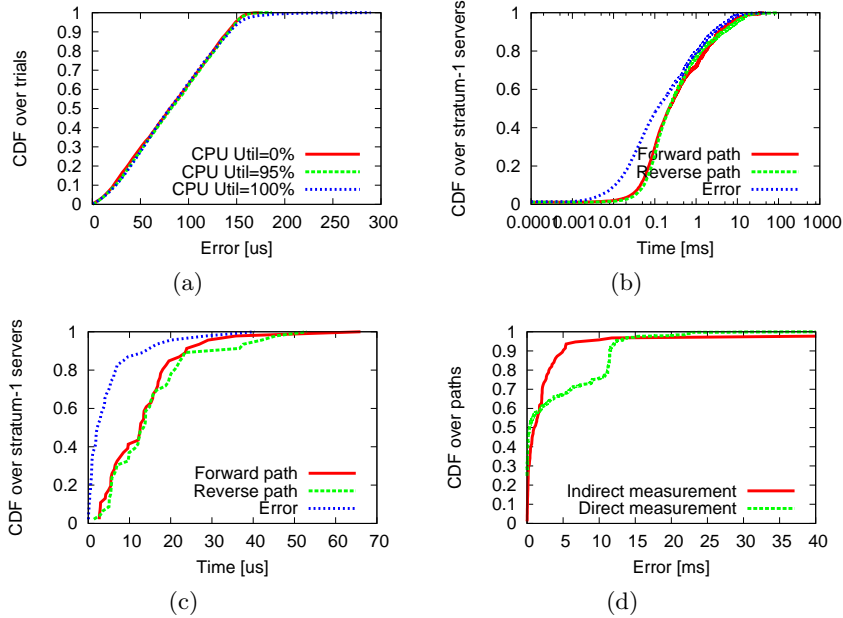 CDF over trials
1
0.9
0.8
0.7
0.6
0.5
0.4
0.3
0.2
0.1
0
CPU Util=0%
CPU Util=95%
CPU Util=100%
0 50 100 150 200 250 300
Error [us]
(a)
CDF over stratum-1 servers
1
0.8
0.6
0.4
0.2
0
Forward path
Reverse path
Error
0.0001 0.001 0.01 0.1 1 10 100 1000
Time [ms]
(b)
CDF over stratum-1 servers
1
0.8
0.6
0.4
0.2
0
Forward path
Reverse path
Error
0 10 20 30 40 50 60 70
Time [us]
(c)
CDF over paths
1
0.9
0.8
0.7
0.6
0.5
0.4
0.3
0.2
0.1
0
Indirect measurement
Direct measurement
0 5 10 15 20 25 30 35 40
Error [ms]
(d)